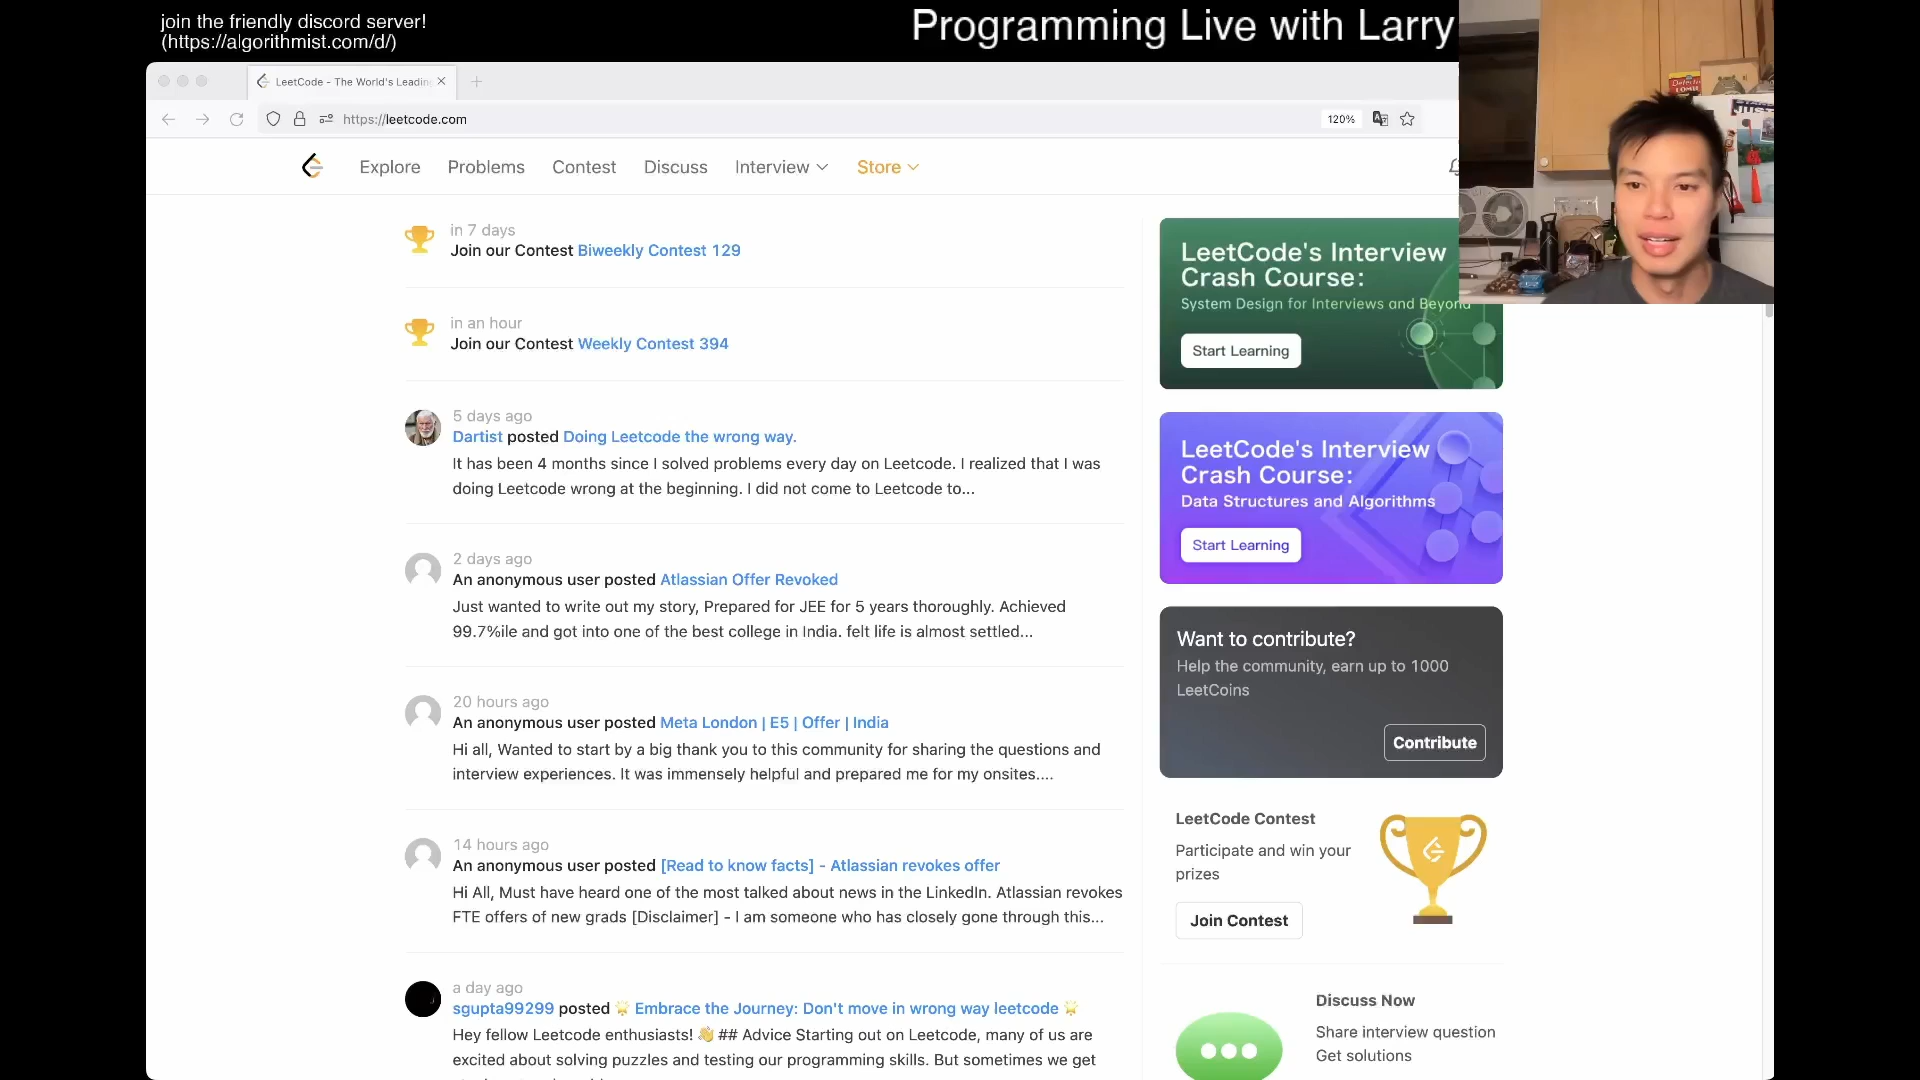 join the friendly discord server!
(https://algorithmist.com/d/)
Programming Live with Larry
LeetCode - The World's Leadin
https://leetcode.com
120%
Explore
Problems
Contest
Discuss
Interview
Store
in 7 days
Join our Contest Biweekly Contest 129
in an hour
Join our Contest Weekly Contest 394
5 days ago
Dartist posted Doing Leetcode the wrong way.
It has been 4 months since I solved problems every day on Leetcode. I realized that I was
doing Leetcode wrong at the beginning. I did not come to Leetcode to...
2 days ago
An anonymous user posted Atlassian Offer Revoked
Just wanted to write out my story, Prepared for JEE for 5 years thoroughly. Achieved
99.7%ile and got into one of the best college in India. felt life is almost settled...
20 hours ago
An anonymous user posted Meta London | E5 | Offer | India
Hi all, Wanted to start by a big thank you to this community for sharing the questions and
interview experiences. It was immensely helpful and prepared me for my onsites....
14 hours ago
An anonymous user posted [Read to know facts] - Atlassian revokes offer
Hi All, Must have heard one of the most talked about news in the LinkedIn. Atlassian revokes
FTE offers of new grads [Disclaimer] - I am someone who has closely gone through this...
a day ago
sgupta99299 posted 🌟 Embrace the Journey: Don't move in wrong way leetcode 🌟
Hey fellow Leetcode enthusiasts! 👋 ## Advice Starting out on Leetcode, many of us are
excited about solving puzzles and testing our programming skills. But sometimes we get
LeetCode's Interview
Crash Course:
System Design for Interviews and Beyond
Start Learning
LeetCode's Interview
Crash Course:
Data Structures and Algorithms
Start Learning
Want to contribute?
Help the community, earn up to 1000
LeetCoins
Contribute
LeetCode Contest
Participate and win your
prizes
Join Contest
Discuss Now
Share interview question
Get solutions